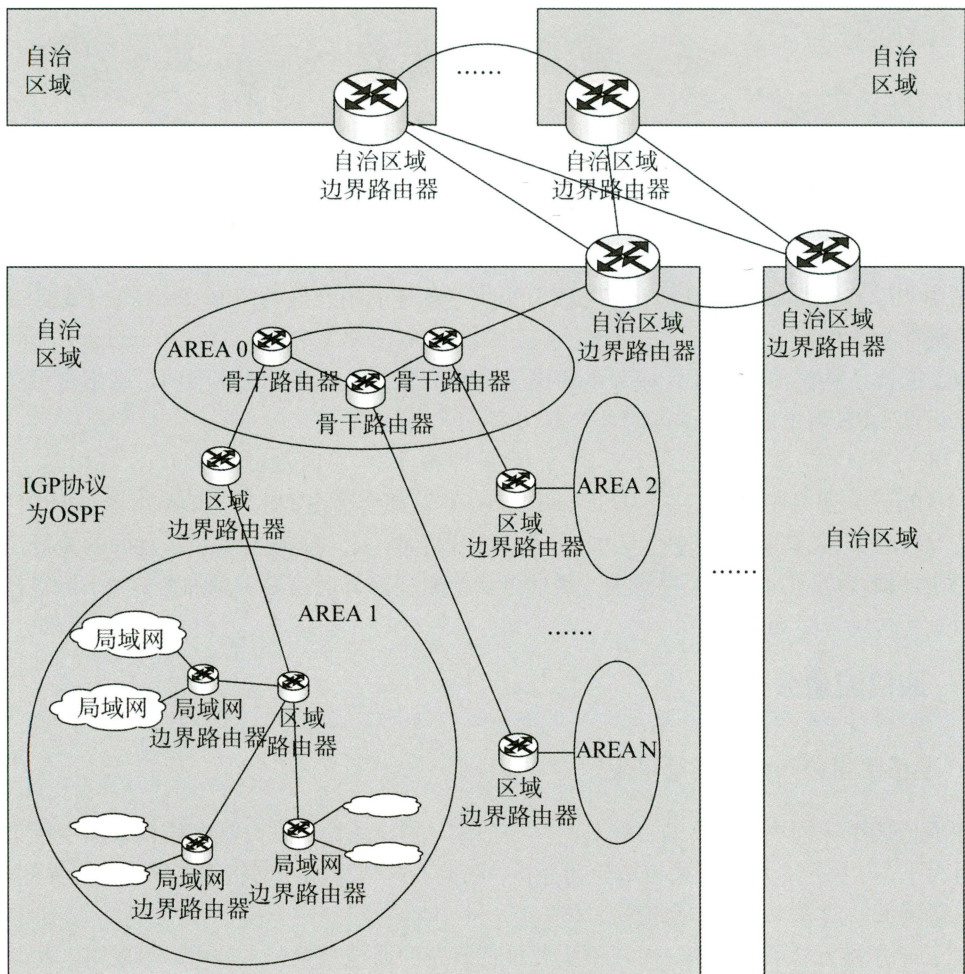 自治
区域
……
自治
区域
自治区域
边界路由器
自治区域
边界路由器
自治
区域
AREA 0
骨干路由器
骨干路由器
骨干路由器
自治区域
边界路由器
自治区域
边界路由器
IGP协议
为OSPF
区域
边界路由器
区域
边界路由器
AREA 2
自治区域
……
……
AREA 1
局域网
局域网
局域网
边界路由器
区域
路由器
局域网
边界路由器
局域网
边界路由器
区域
边界路由器
AREA N